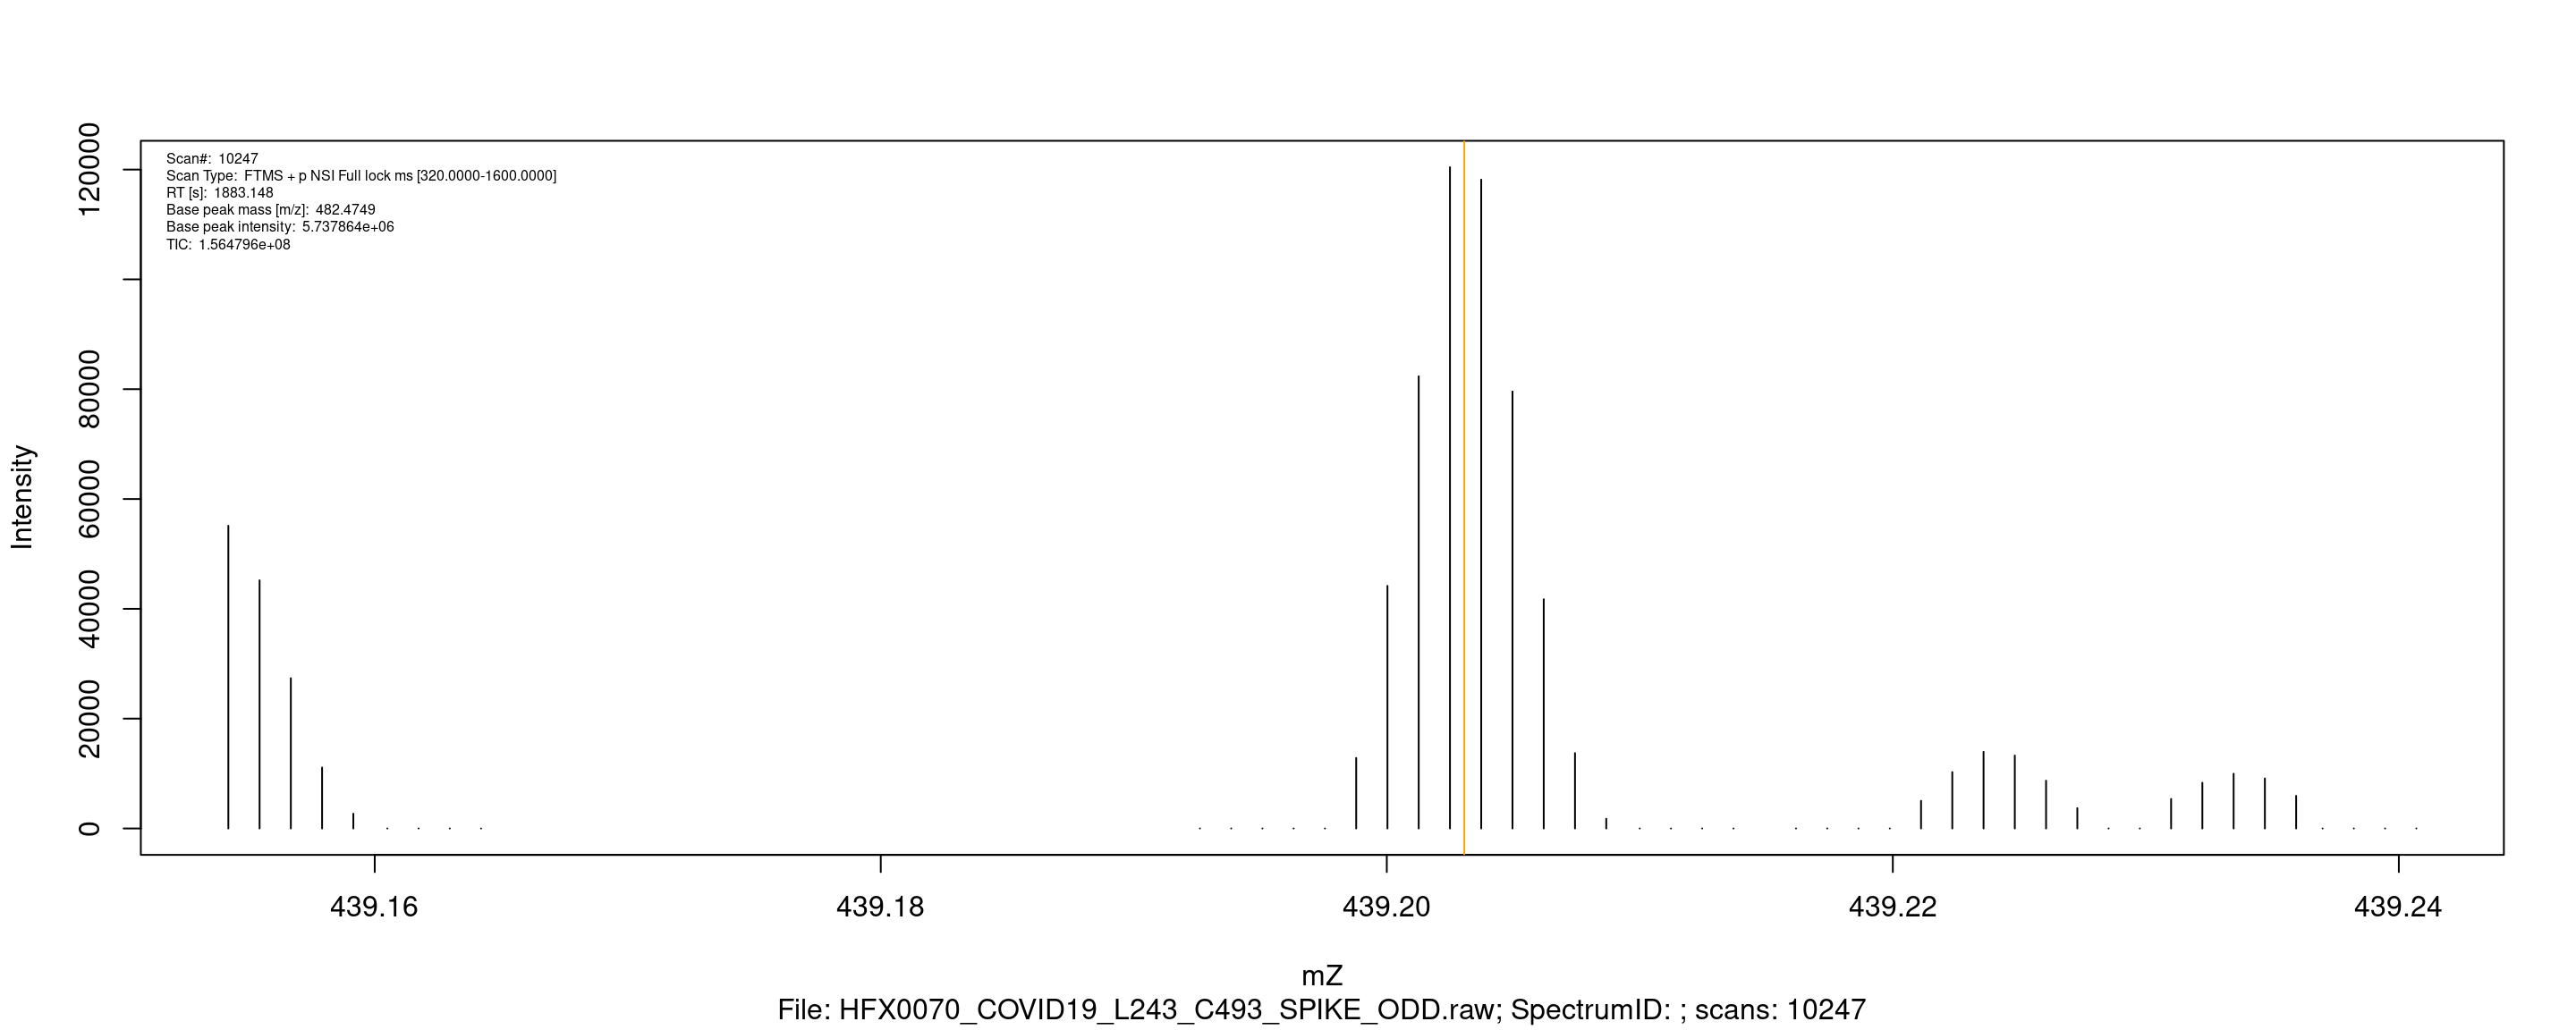 Scan#: 10247
Scan Type: FTMS + p NSI Full lock ms [320.0000-1600.0000]
RT [s]: 1883.148
Base peak mass [m/z]: 482.4749
Base peak intensity: 5.737864e+06
TIC: 1.564796e+08
Intensity
120000
80000
60000
40000
20000
0
439.16 439.18 439.20 439.22 439.24
mZ
File: HFX0070_COVID19_L243_C493_SPIKE_ODD.raw; SpectrumID: ; scans: 10247